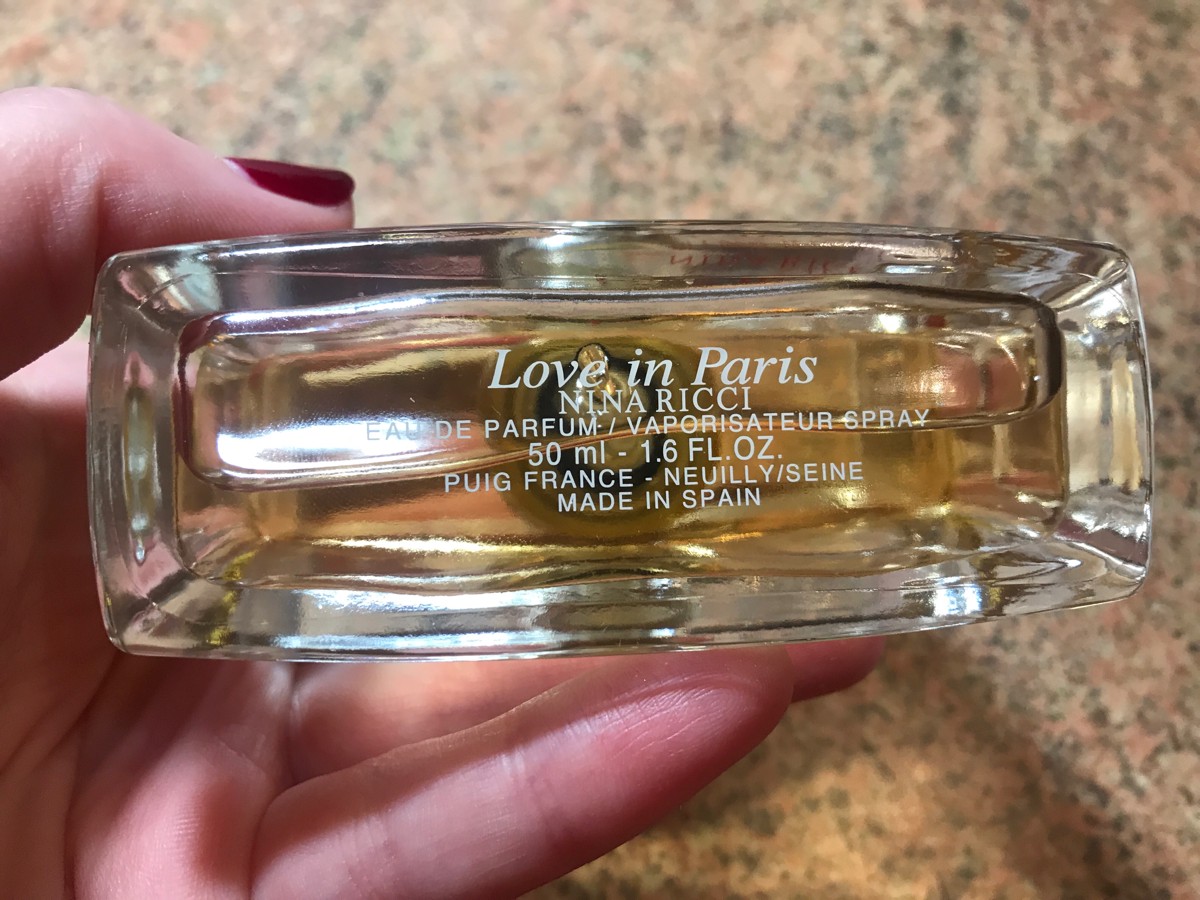 Love in Paris
NINA RICCI
EAU DE PARFUM / VAPORISATEUR SPRAY
50 ml - 1.6 FL.OZ.
PUIG FRANCE - NEUILLY/SEINE
MADE IN SPAIN